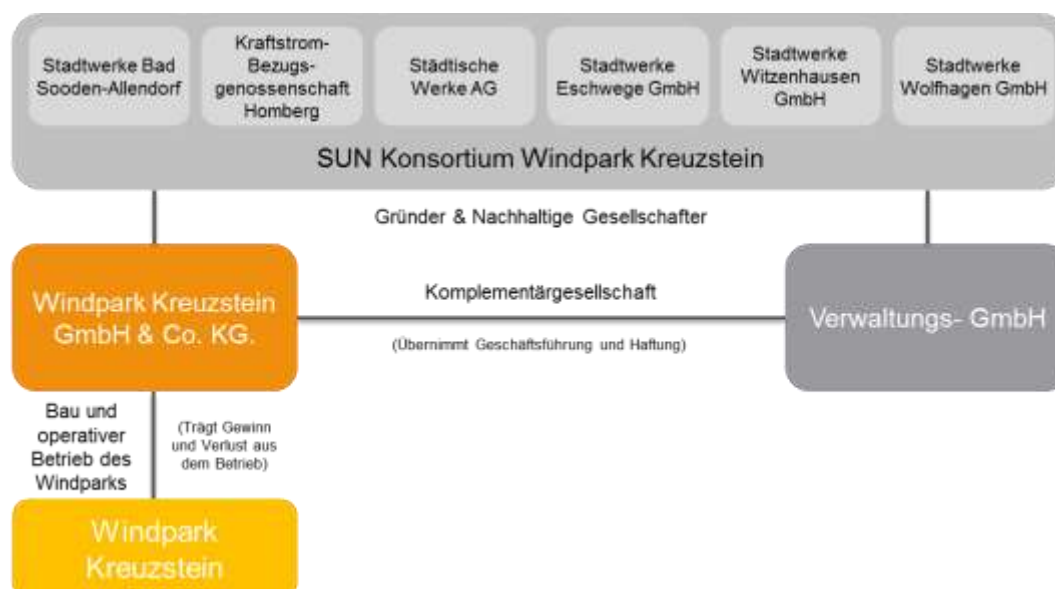 Stadtwerke Bad
Sooden-Allendorf
Kraftstrom-
Bezugs-
genossenschaft
Homberg
Städtische
Werke AG
Stadtwerke
Eschwege GmbH
Stadtwerke
Witzenhausen
GmbH
Stadtwerke
Wolfhagen GmbH
SUN Konsortium Windpark Kreuzstein
Gründer & Nachhaltige Gesellschafter
Windpark Kreuzstein
GmbH & Co. KG.
Komplementärgesellschaft
(Übernimmt Geschäftsführung und Haftung)
Verwaltungs- GmbH
Bau und
operativer
Betrieb des
Windparks
(Trägt Gewinn
und Verlust aus
dem Betrieb)
Windpark
Kreuzstein